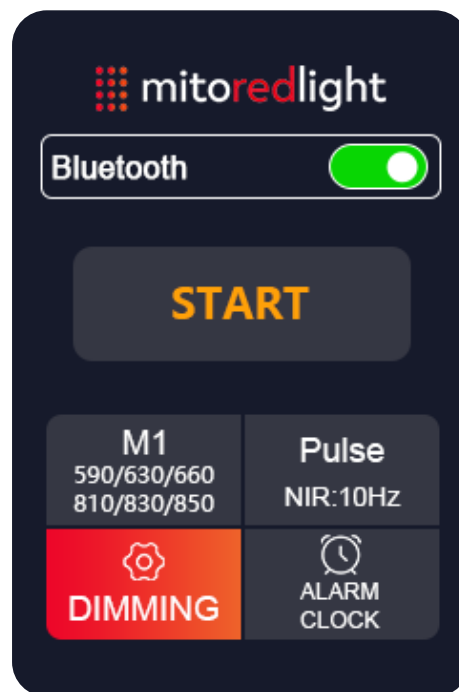 mitoredlight
Bluetooth
START
M1
590/630/660
810/830/850
Pulse
NIR:10Hz
DIMMING
ALARM
CLOCK